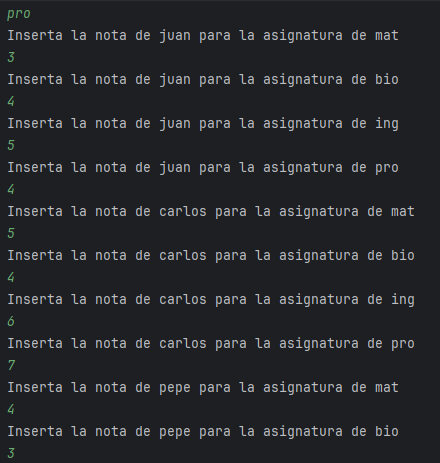 pro
Inserta la nota de juan para la asignatura de mat
3
Inserta la nota de juan para la asignatura de bio
4
Inserta la nota de juan para la asignatura de ing
5
Inserta la nota de juan para la asignatura de pro
4
Inserta la nota de carlos para la asignatura de mat
5
Inserta la nota de carlos para la asignatura de bio
4
Inserta la nota de carlos para la asignatura de ing
6
Inserta la nota de carlos para la asignatura de pro
7
Inserta la nota de pepe para la asignatura de mat
4
Inserta la nota de pepe para la asignatura de bio
3